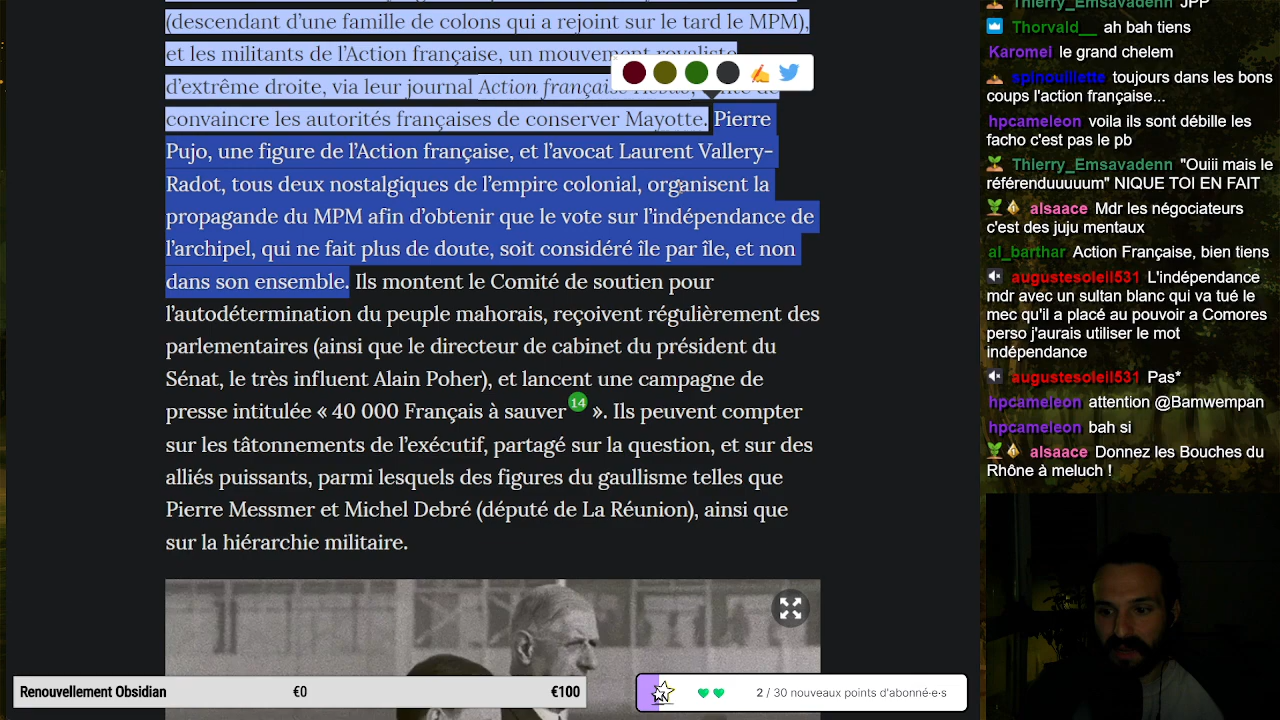 (descendant d’une famille de colons qui a rejoint sur le tard le MPM),
et les militants de l’Action française, un mouvement royaliste
d’extrême droite, via leur journal Action française Hebdo,
convaincre les autorités françaises de conserver Mayotte. Pierre
Pujo, une figure de l’Action française, et l’avocat Laurent Vallery-
Radot, tous deux nostalgiques de l’empire colonial, organisent la
propagande du MPM afin d’obtenir que le vote sur l’indépendance de
l’archipel, qui ne fait plus de doute, soit considéré île par île, et non
dans son ensemble. Ils montent le Comité de soutien pour
l’autodétermination du peuple mahorais, reçoivent régulièrement des
parlementaires (ainsi que le directeur de cabinet du président du
Sénat, le très influent Alain Poher), et lancent une campagne de
presse intitulée « 40 000 Français à sauver 14 ». Ils peuvent compter
sur les tâtonnements de l’exécutif, partagé sur la question, et sur des
alliés puissants, parmi lesquels des figures du gaullisme telles que
Pierre Messmer et Michel Debré (député de La Réunion), ainsi que
sur la hiérarchie militaire.
Renouvellement Obsidian €0 €100
2 / 30 nouveaux points d'abonné·e·s
Thierry_Emsavadenn JPP
Thorvald__ ah bah tiens
Karomei le grand chelem
spinouillette toujours dans les bons
coups l'action française...
hpcameleon voila ils sont débille les
facho c'est pas le pb
Thierry_Emsavadenn "Ouiii mais le
référenduuuuum" NIQUE TOI EN FAIT
alsaace Mdr les négociateurs
c'est des juju mentaux
al_barthar Action Française, bien tiens
augustesoleil531 L'indépendance
mdr avec un sultan blanc qui va tué le
mec qu'il a placé au pouvoir a Comores
perso j'aurais utiliser le mot
indépendance
augustesoleil531 Pas*
hpcameleon attention @Bamwempan
hpcameleon bah si
alsaace Donnez les Bouches du
Rhône à meluch !